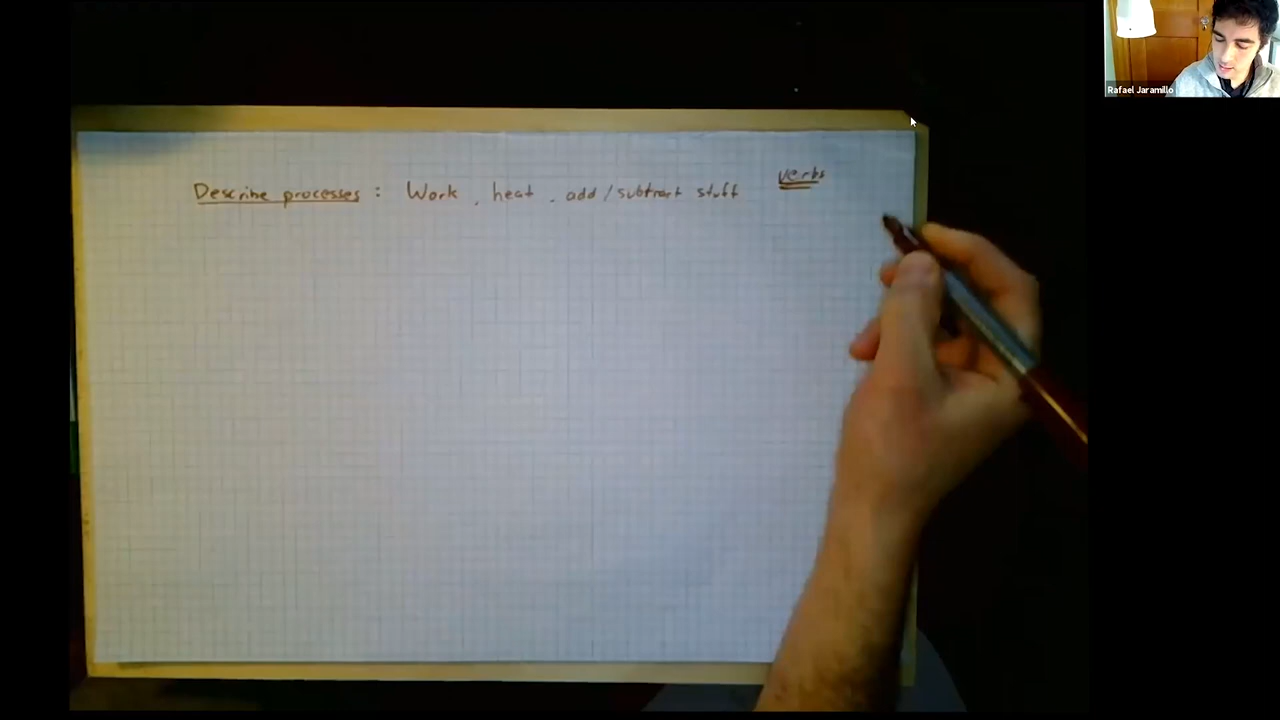 verbs
Describe processes : Work , heat , add / subtract stuff
Rafael Jaramillo